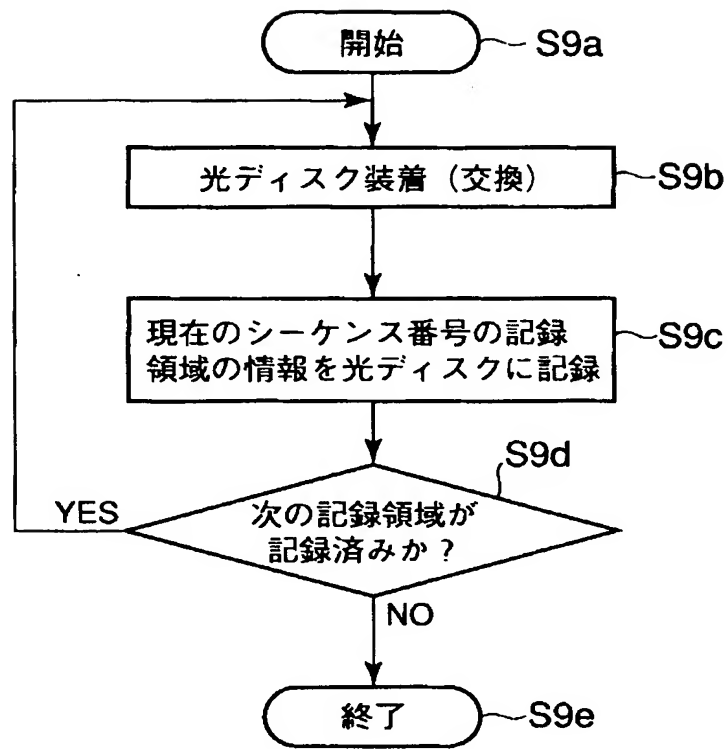 開始
S9a
光ディスク装着（交換）
S9b
現在のシーケンス番号の記録
領域の情報を光ディスクに記録
S9c
S9d
次の記録領域が
記録済みか？
YES
NO
終了
S9e